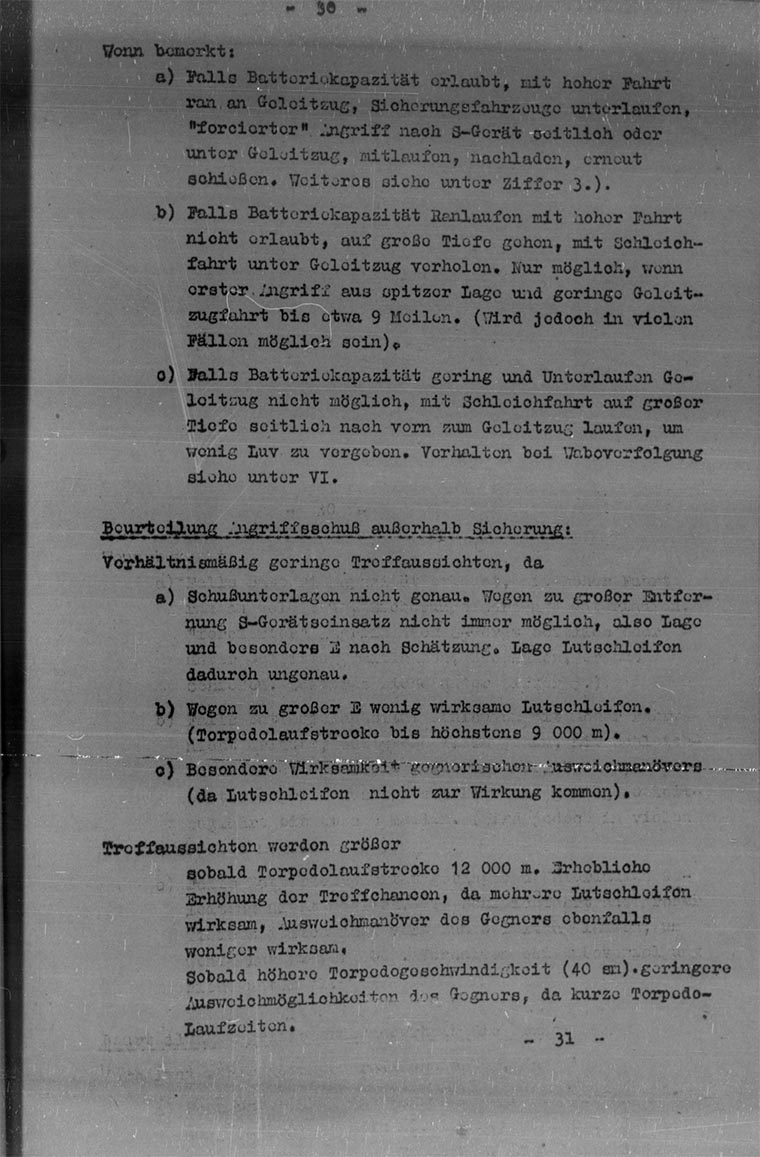 - 30 -
Wenn bemerkt:
a) Falls Batteriekapazität erlaubt, mit hoher Fahrt
ran an Geleitzug, Sicherungsfahrzeuge unterlaufen,
"forcierter" Angriff nach S-Gerät seitlich oder
unter Geleitzug, mitlaufen, nachladen, erneut
schießen. Weiteres siehe unter Ziffer 3.).
b) Falls Batteriekapazität Ranlaufen mit hoher Fahrt
nicht erlaubt, auf große Tiefe gehen, mit Schleich-
fahrt unter Geleitzug verholen. Nur möglich, wenn
erster Angriff aus spitzer Lage und geringe Geleit-
zugfahrt bis etwa 9 Meilen. (Wird jedoch in vielen
Fällen möglich sein).
c) Falls Batteriekapazität gering und Unterlaufen Ge-
leitzug nicht möglich, mit Schleichfahrt auf großer
Tiefe seitlich nach vorn zum Geleitzug laufen, um
wenig Luv zu vergeben. Verhalten bei Waboverfolgung
siehe unter VI.
Beurteilung Angriffsschuß außerhalb Sicherung:
Verhältnismäßig geringe Treffaussichten, da
a) Schußunterlagen nicht genau. Wegen zu großer Entfer-
nung S-Gerätseinsatz nicht immer möglich, also Lage
und besonders E nach Schätzung. Lage Lutschleifen
dadurch ungenau.
b) Wegen zu großer E wenig wirksame Lutschleifen.
(Torpedolaufstrecke bis höchstens 9 000 m).
c) Besondere Wirksamkeit gegnerischen Ausweichmanövers
(da Lutschleifen nicht zur Wirkung kommen).
Treffaussichten werden größer
sobald Torpedolaufstrecke 12 000 m. Erhebliche
Erhöhung der Treffchancen, da mehrere Lutschleifen
wirksam, Ausweichmanöver des Gegners ebenfalls
weniger wirksam.
Sobald höhere Torpedogeschwindigkeit (40 sm).geringere
Ausweichmöglichkeiten des Gegners, da kurze Torpedo-
Laufzeiten.
- 31 -